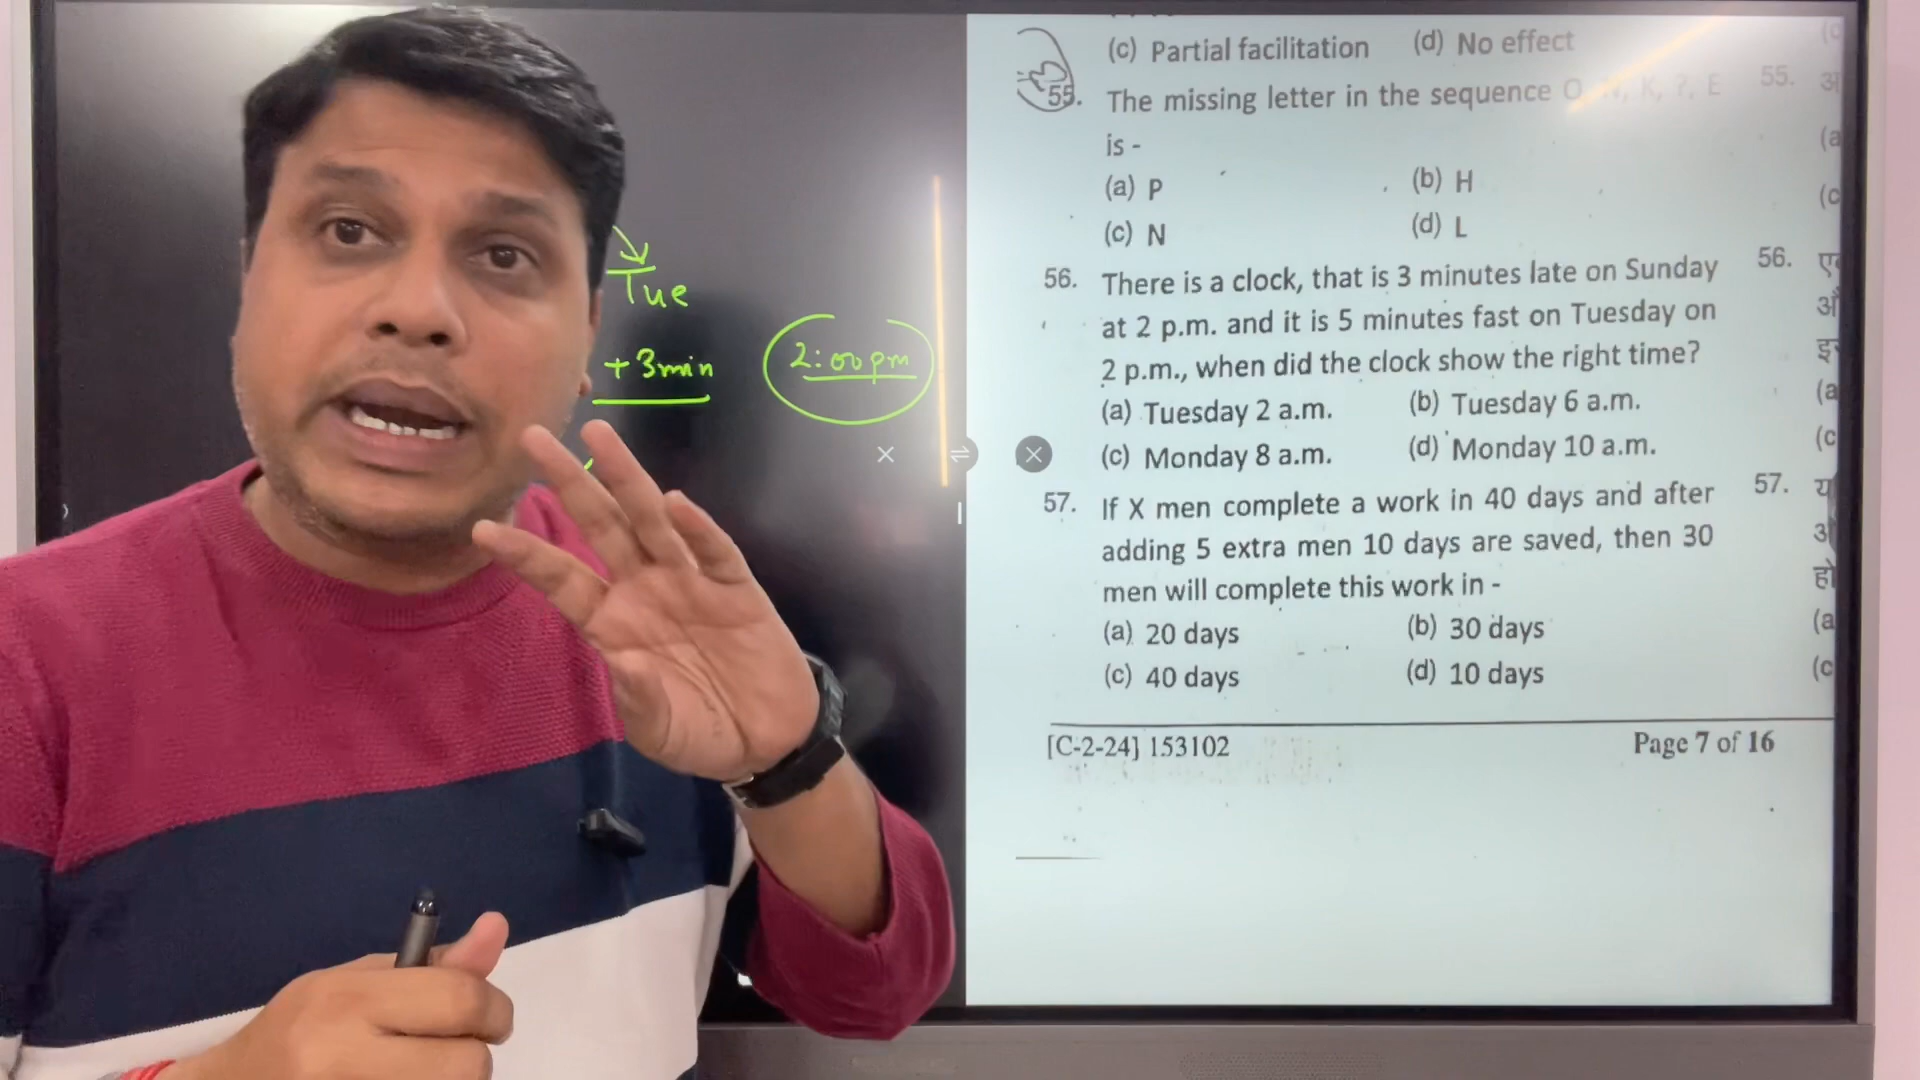 Tue
+3min
2:00pm
(c) Partial facilitation (d) No effect
55. The missing letter in the sequence O, N, K, ?, E
is -
(a) P (b) H
(c) N (d) L
56. There is a clock, that is 3 minutes late on Sunday
at 2 p.m. and it is 5 minutes fast on Tuesday on
2 p.m., when did the clock show the right time?
(a) Tuesday 2 a.m. (b) Tuesday 6 a.m.
(c) Monday 8 a.m. (d) Monday 10 a.m.
57. If X men complete a work in 40 days and after
adding 5 extra men 10 days are saved, then 30
men will complete this work in -
(a) 20 days (b) 30 days
(c) 40 days (d) 10 days
[C-2-24] 153102 Page 7 of 16
55.
(a
(c
56.
(a
(c
57.
(a
(c